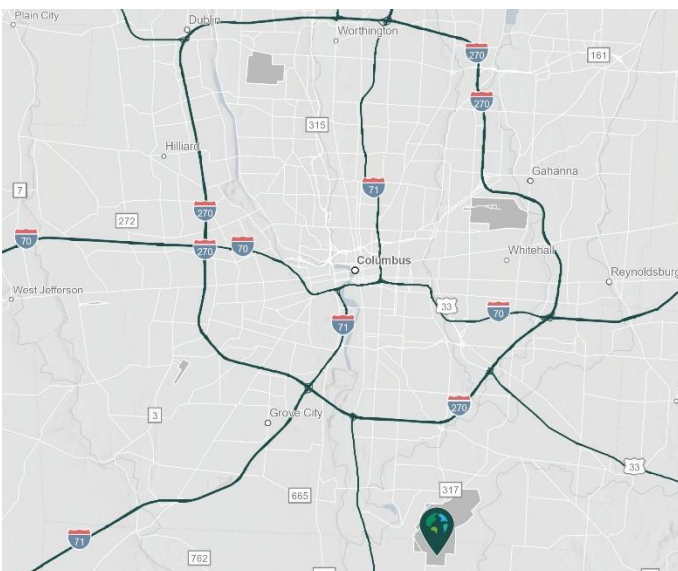 Plain City
Dublin
Worthington
270
161
270
315
Hilliard
Gahanna
7
71
270
272
70
270
70
Columbus
Whitehall
Reynoldsburg
West Jefferson
33
70
71
270
3
Grove City
33
317
665
71
762